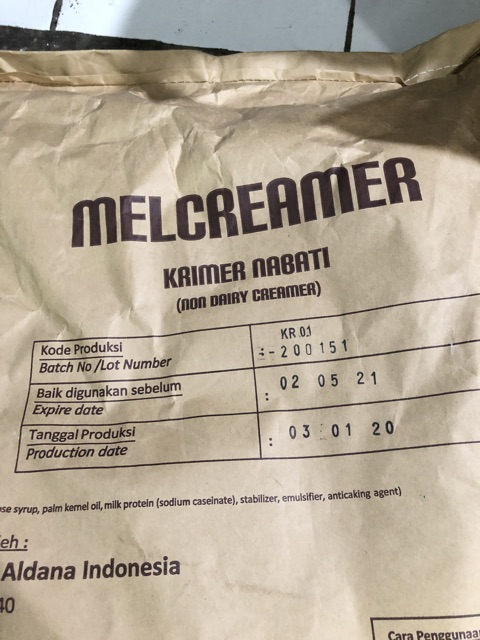 MELCREAMER
KRIMER NABATI
(NON DAIRY CREAMER)
Kode Produksi
Batch No /Lot Number
KR 01
:-200151
Baik digunakan sebelum
Expire date
: 02 05 21
Tanggal Produksi
Production date
: 03 01 20
syrup, palm kernel oil, milk protein (sodium caseinate), stabilizer, emulsifier, anticaking agent)
eh :
Aldana Indonesia
40
Cara Penggunaa